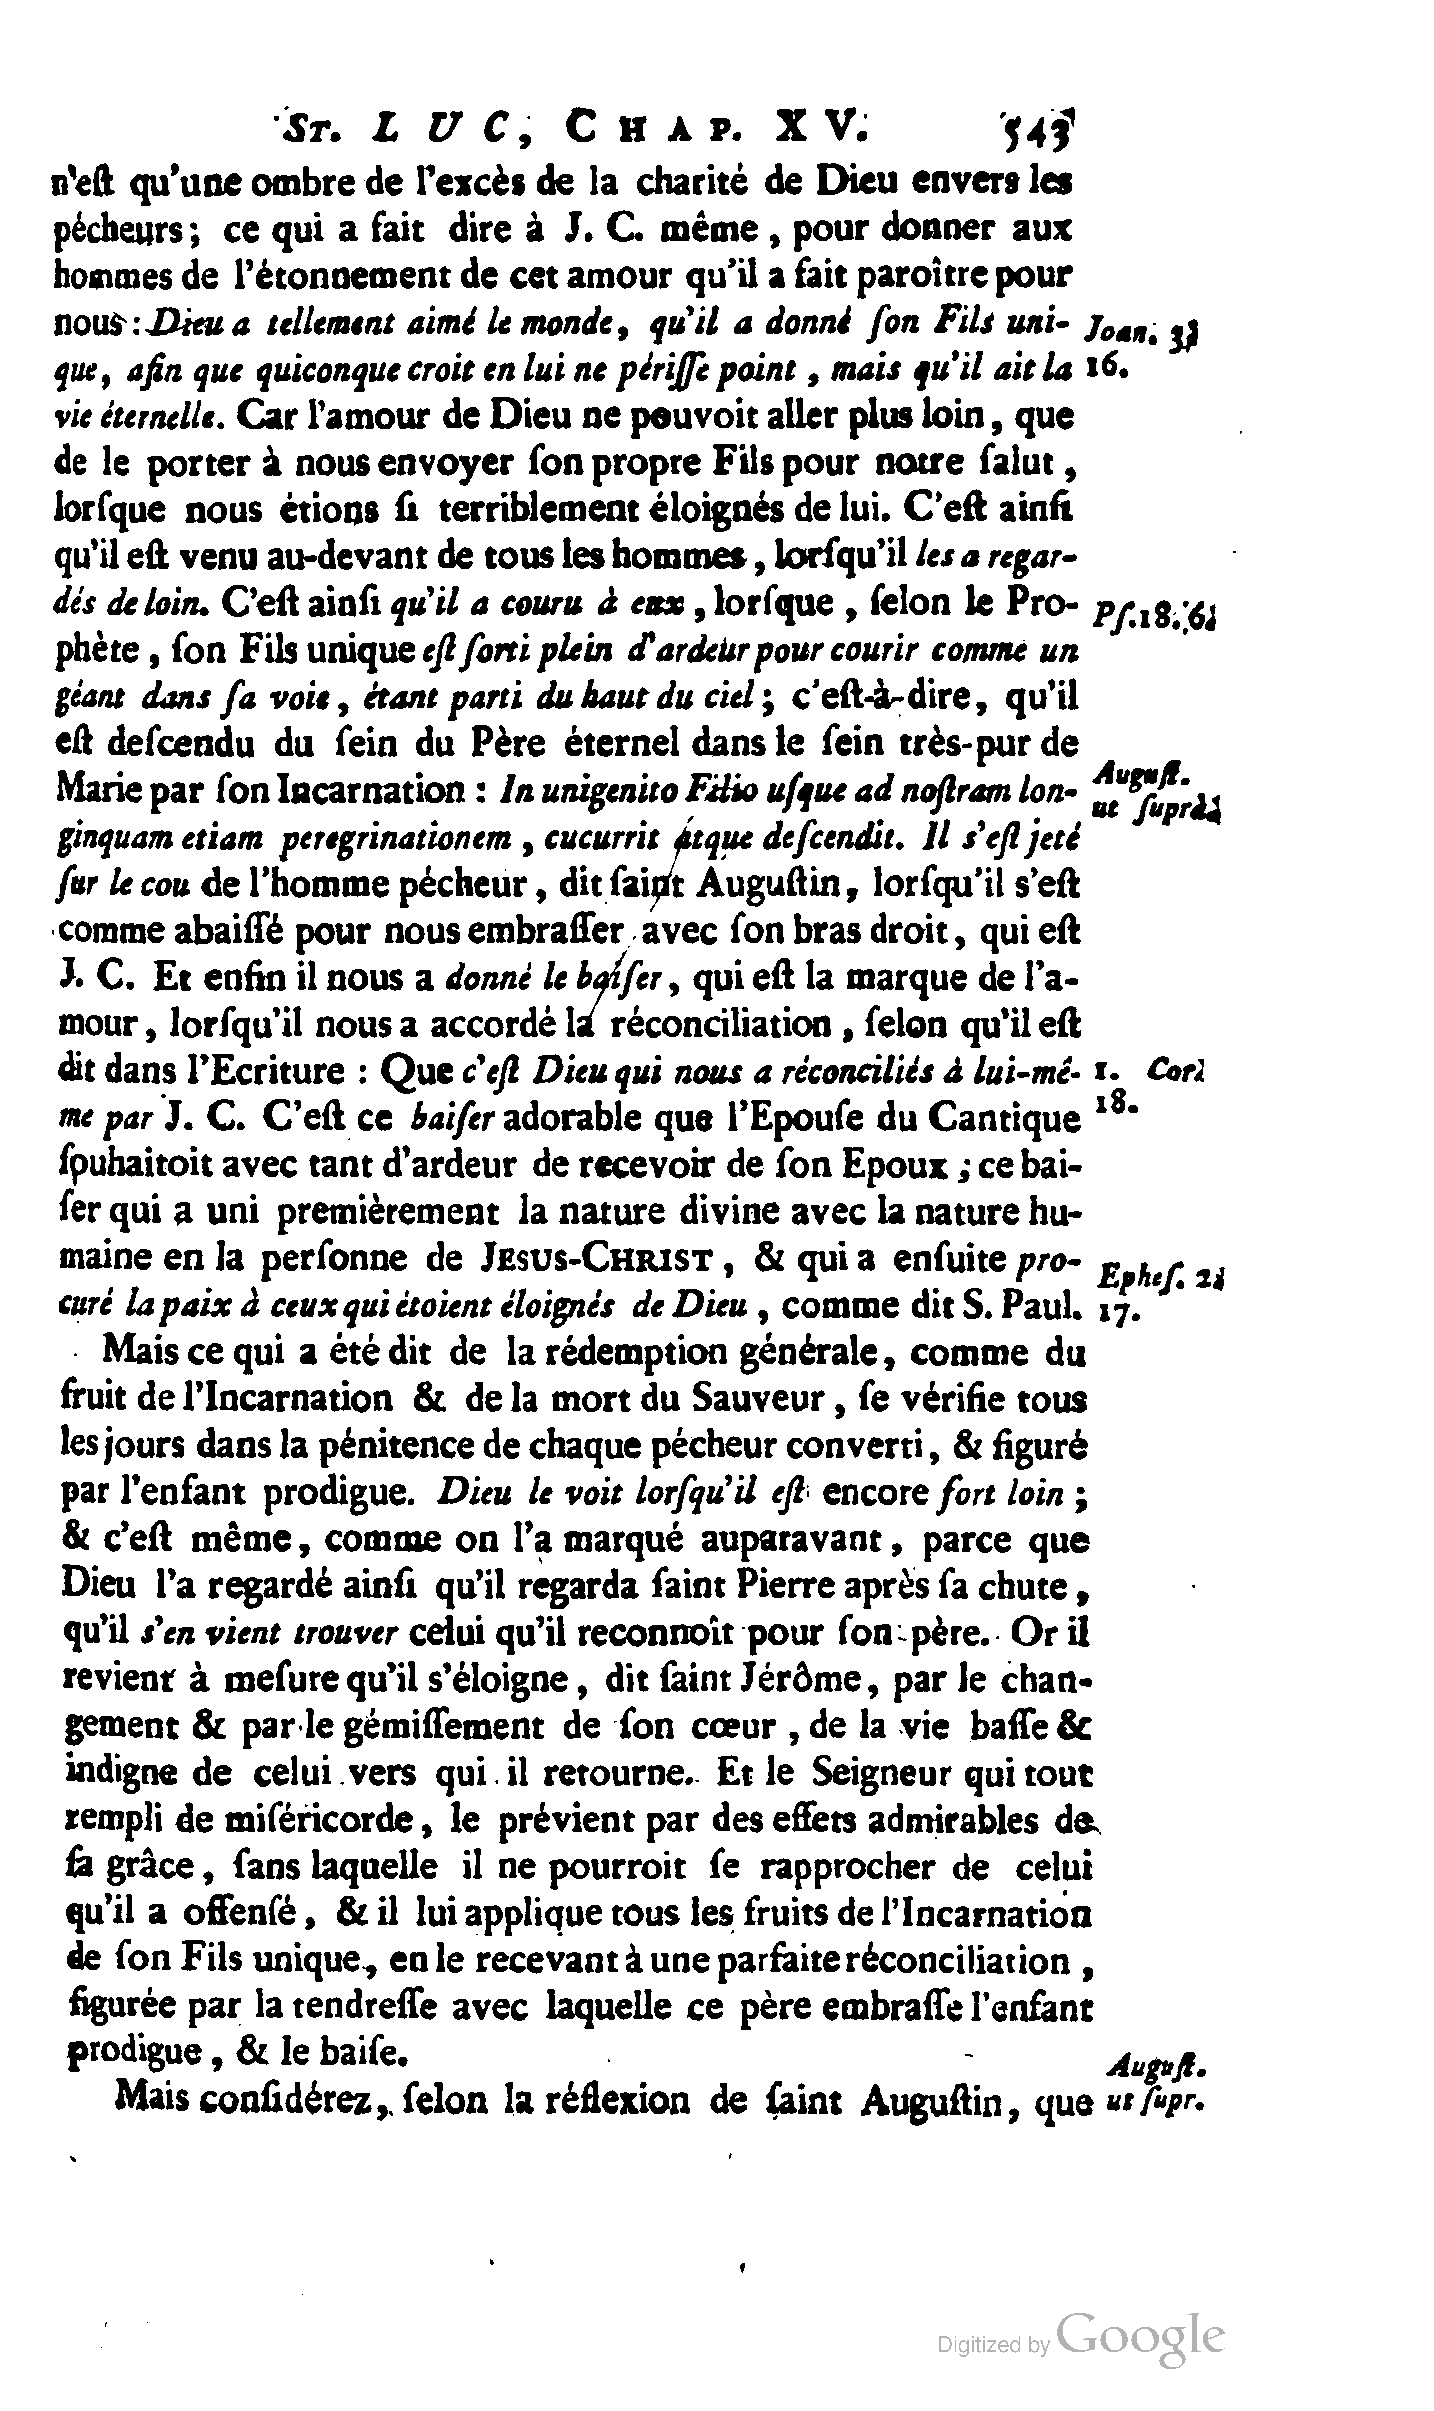 ST. LUC, CHAP. XV. 543
n'eſt qu'une ombre de l'excès de la charité de Dieu envers les
pécheurs; ce qui a fait dire à J. C. même, pour donner aux
hommes de l'étonnement de cet amour qu'il a fait paroître pour
nous: Dieu a tellement aimé le monde, qu'il a donné ſon Fils uni- Joan. 3.
que, afin que quiconque croit en lui ne périſſe point, mais qu'il ait la 16.
vie éternelle. Car l'amour de Dieu ne pouvoit aller plus loin, que
de le porter à nous envoyer ſon propre Fils pour notre ſalut,
lorſque nous étions ſi terriblement éloignés de lui. C'eſt ainſi
qu'il eſt venu au-devant de tous les hommes, lorſqu'il les a regar-
dés de loin. C'eſt ainſi qu'il a couru à eux, lorſque, ſelon le Pro- Pſ. 18. 6.
phète, ſon Fils unique eſt ſorti plein d'ardeur pour courir comme un
géant dans ſa voie, étant parti du haut du ciel; c'eſt-à-dire, qu'il
eſt deſcendu du ſein du Père éternel dans le ſein très-pur de
Marie par ſon Incarnation: In unigenito Filio uſque ad noſtram lon- Auguſt.
ginquam etiam peregrinationem, cucurrit atque deſcendit. Il s'eſt jeté ut ſuprà.
ſur le cou de l'homme pécheur, dit ſaint Auguſtin, lorſqu'il s'eſt
comme abaiſſé pour nous embraſſer avec ſon bras droit, qui eſt
J. C. Et enfin il nous a donné le baiſer, qui eſt la marque de l'a-
mour, lorſqu'il nous a accordé la réconciliation, ſelon qu'il eſt
dit dans l'Ecriture: Que c'eſt Dieu qui nous a réconciliés à lui-mê- 1. Cor.
me par J. C. C'eſt ce baiſer adorable que l'Epouſe du Cantique 18.
ſouhaitoit avec tant d'ardeur de recevoir de ſon Epoux; ce bai-
ſer qui a uni premièrement la nature divine avec la nature hu-
maine en la perſonne de JESUS-CHRIST, & qui a enſuite pro- Epheſ. 2.
curé la paix à ceux qui étoient éloignés de Dieu, comme dit S. Paul. 17.
Mais ce qui a été dit de la rédemption générale, comme du
fruit de l'Incarnation & de la mort du Sauveur, ſe vérifie tous
les jours dans la pénitence de chaque pécheur converti, & figuré
par l'enfant prodigue. Dieu le voit lorſqu'il eſt encore fort loin;
& c'eſt même, comme on l'a marqué auparavant, parce que
Dieu l'a regardé ainſi qu'il regarda ſaint Pierre après ſa chute,
qu'il s'en vient trouver celui qu'il reconnoît pour ſon père. Or il
revient à meſure qu'il s'éloigne, dit ſaint Jérôme, par le chan-
gement & par le gémiſſement de ſon cœur, de la vie baſſe &
indigne de celui vers qui il retourne. Et le Seigneur qui tout
rempli de miſéricorde, le prévient par des effets admirables de
ſa grâce, ſans laquelle il ne pourroit ſe rapprocher de celui
qu'il a offenſé, & il lui applique tous les fruits de l'Incarnation
de ſon Fils unique, en le recevant à une parfaite réconciliation,
figurée par la tendreſſe avec laquelle ce père embraſſe l'enfant
prodigue, & le baiſe. Auguſt.
Mais conſidérez, ſelon la réflexion de ſaint Auguſtin, que ut ſupr.
Digitized by Google